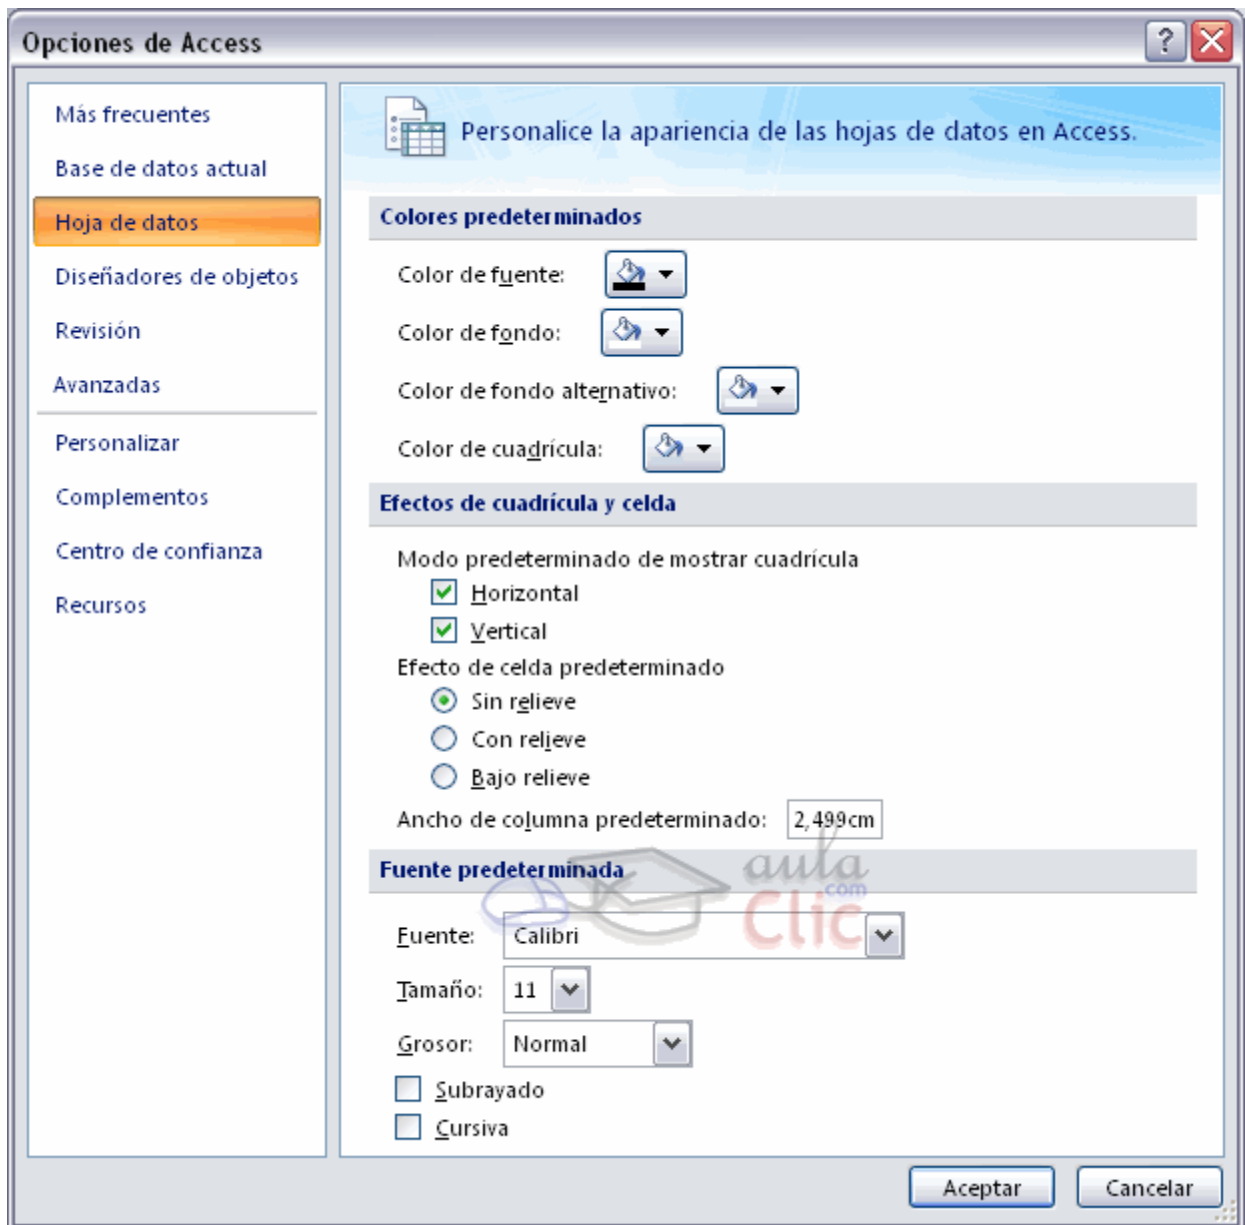 Opciones de Access
?
Más frecuentes
Base de datos actual
Hoja de datos
Diseñadores de objetos
Revisión
Avanzadas
Personalizar
Complementos
Centro de confianza
Recursos
Personalice la apariencia de las hojas de datos en Access.
Colores predeterminados
Color de fuente:
Color de fondo:
Color de fondo alternativo:
Color de cuadrícula:
Efectos de cuadrícula y celda
Modo predeterminado de mostrar cuadrícula
Horizontal
Vertical
Efecto de celda predeterminado
Sin relieve
Con relieve
Bajo relieve
Ancho de columna predeterminado: 2,499cm
Fuente predeterminada
aula
Clic
com
Fuente: Calibri
Tamaño: 11
Grosor: Normal
Subrayado
Cursiva
Aceptar Cancelar